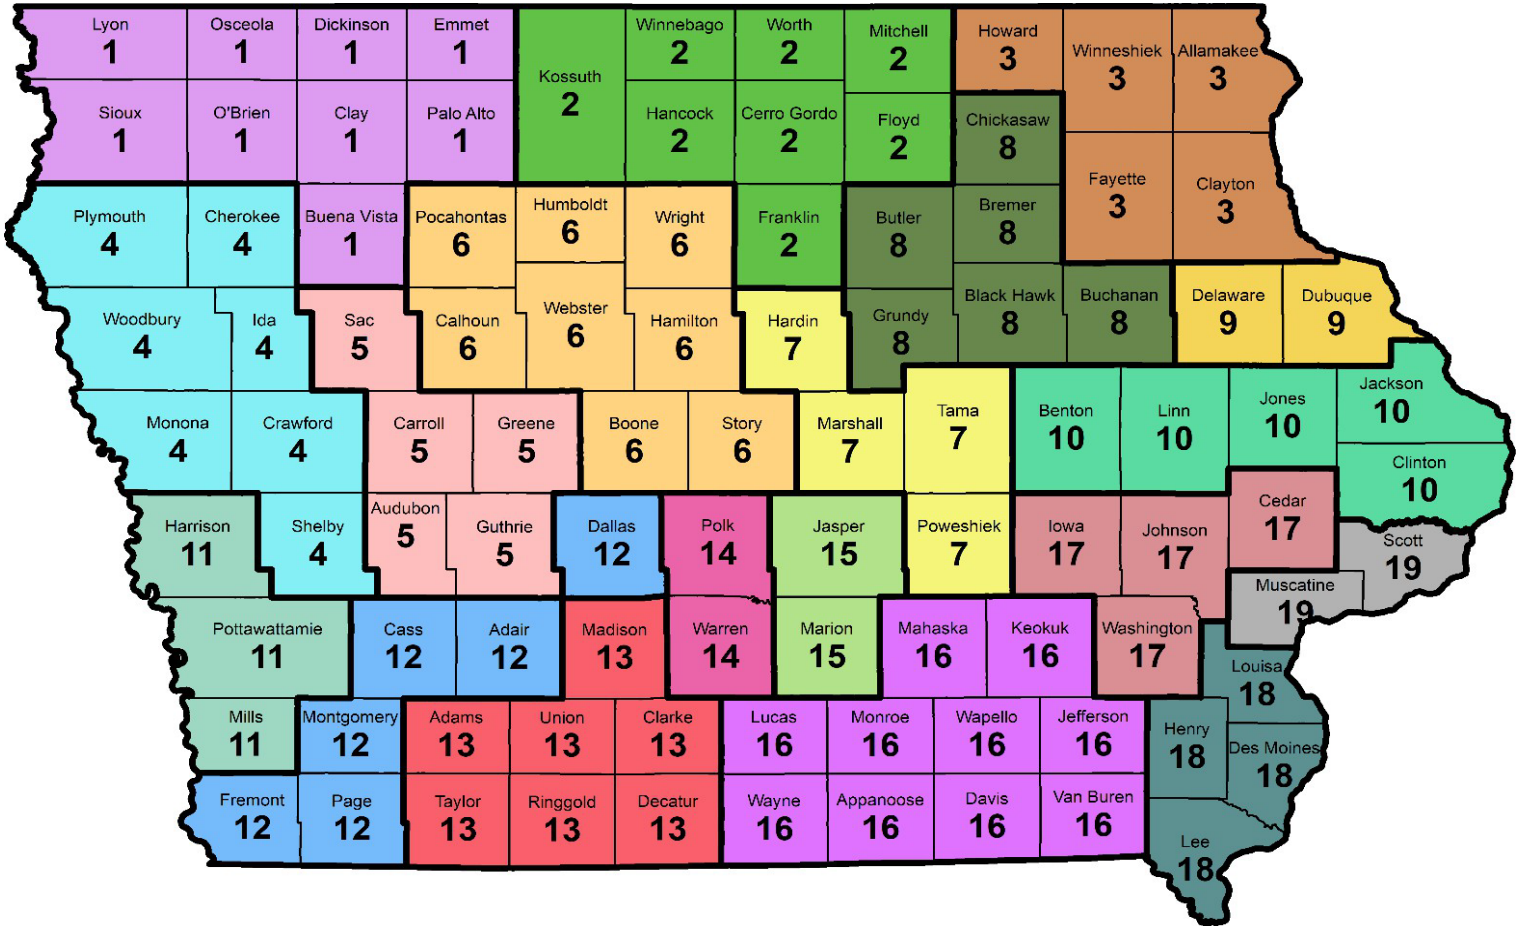 Lyon
1
Osceola
1
Dickinson
1
Emmet
1
Kossuth
2
Winnebago
2
Worth
2
Mitchell
2
Howard
3
Winneshiek
3
Allamakee
3
Sioux
1
O'Brien
1
Clay
1
Palo Alto
1
Hancock
2
Cerro Gordo
2
Floyd
2
Chickasaw
8
Fayette
3
Clayton
3
Plymouth
4
Cherokee
4
Buena Vista
1
Pocahontas
6
Humboldt
6
Wright
6
Franklin
2
Butler
8
Bremer
8
Woodbury
4
Ida
4
Sac
5
Calhoun
6
Webster
6
Hamilton
6
Hardin
7
Grundy
8
Black Hawk
8
Buchanan
8
Delaware
9
Dubuque
9
Monona
4
Crawford
4
Carroll
5
Greene
5
Boone
6
Story
6
Marshall
7
Tama
7
Benton
10
Linn
10
Jones
10
Jackson
10
Clinton
10
Harrison
11
Shelby
4
Audubon
5
Guthrie
5
Dallas
12
Polk
14
Jasper
15
Poweshiek
7
Iowa
17
Johnson
17
Cedar
17
Scott
19
Muscatine
19
Pottawattamie
11
Cass
12
Adair
12
Madison
13
Warren
14
Marion
15
Mahaska
16
Keokuk
16
Washington
17
Louisa
18
Mills
11
Montgomery
12
Adams
13
Union
13
Clarke
13
Lucas
16
Monroe
16
Wapello
16
Jefferson
16
Henry
18
Des Moines
18
Fremont
12
Page
12
Taylor
13
Ringgold
13
Decatur
13
Wayne
16
Appanoose
16
Davis
16
Van Buren
16
Lee
18